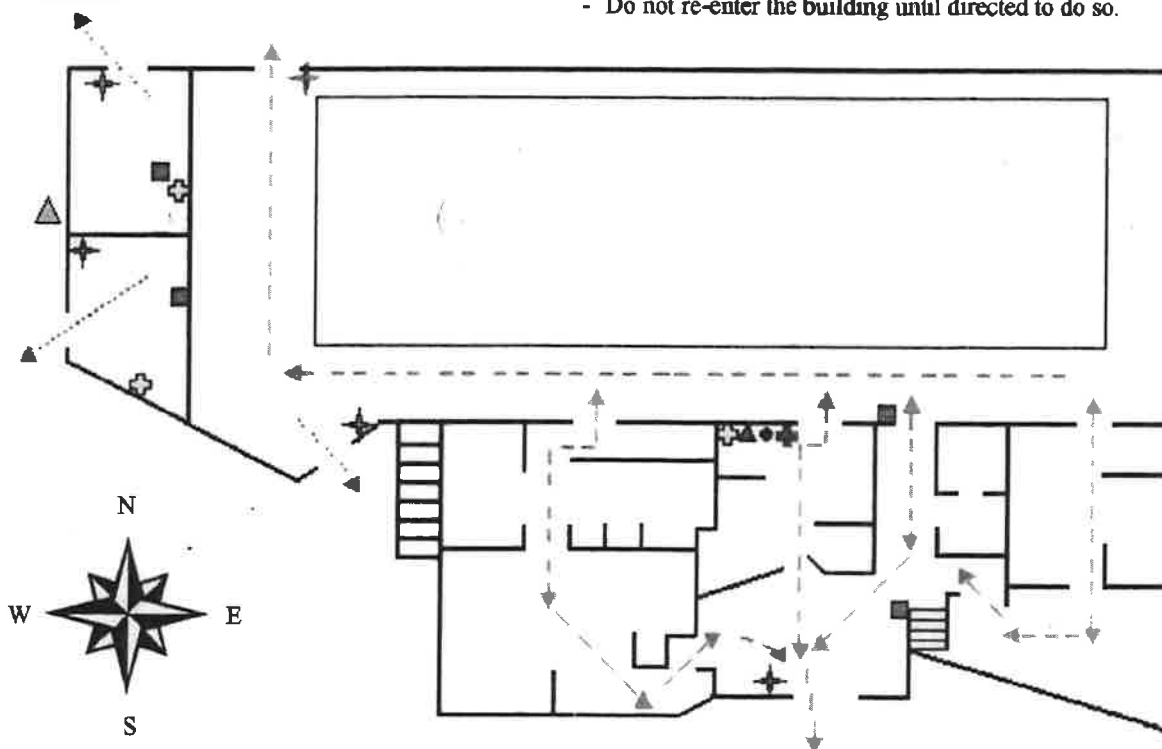 - Do not re-enter the building until directed to do so.
N
W
E
S